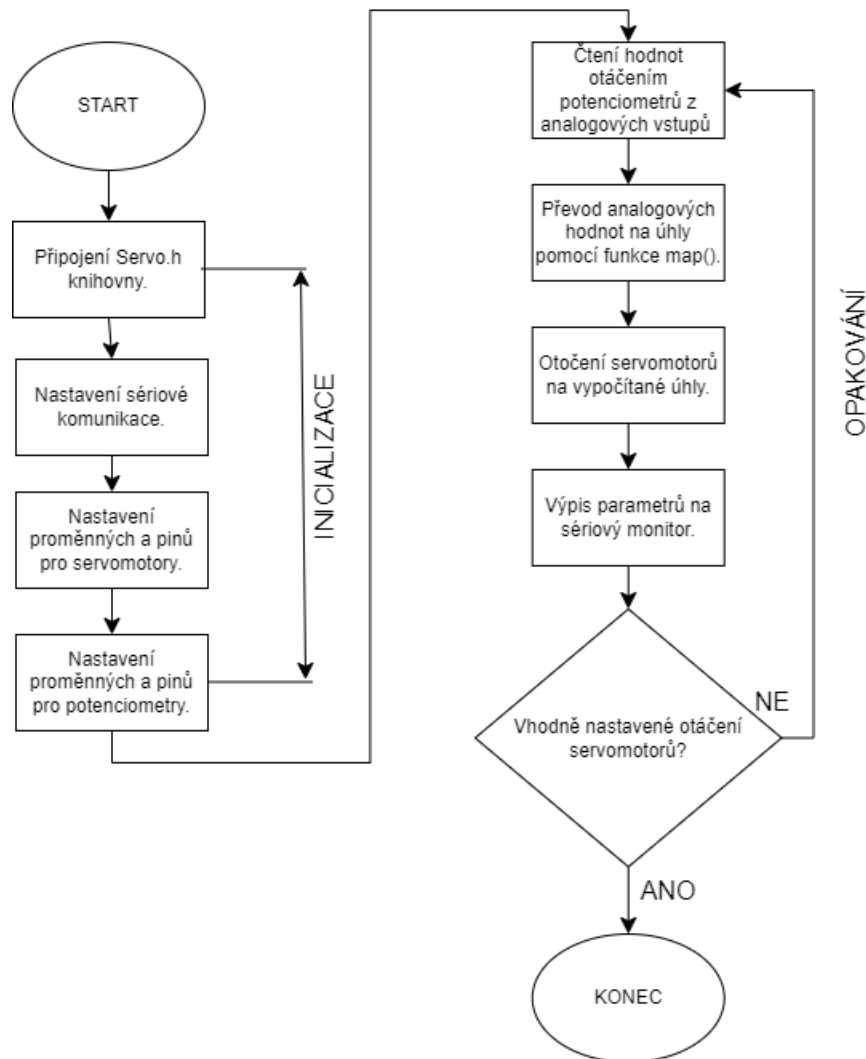 START
Připojení Servo.h
knihovny.
Nastavení sériové
komunikace.
Nastavení
proměnných a pinů
pro servomotory.
Nastavení
proměnných a pinů
pro potenciometry.
INICIALIZACE
Čtení hodnot
otáčením
potenciometrů z
analogových vstupů
Převod analogových
hodnot na úhly
pomocí funkce map().
Otočení servomotorů
na vypočítané úhly.
Výpis parametrů na
sériový monitor.
Vhodně nastavené otáčení
servomotorů?
NE
OPAKOVÁNÍ
ANO
KONEC